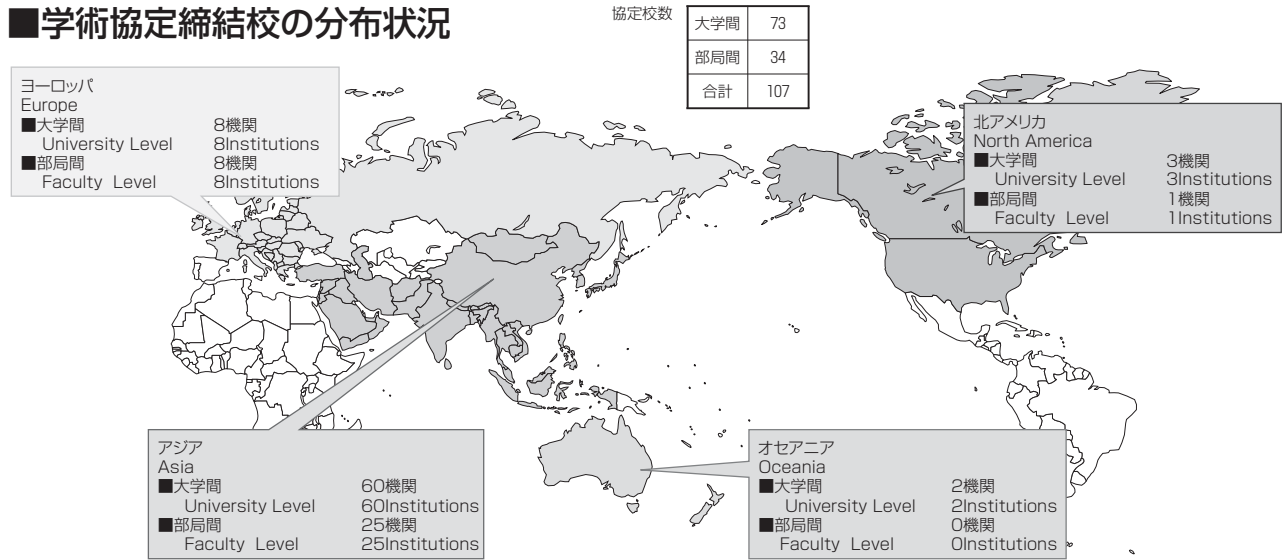 ■学術協定締結校の分布状況
協定校数
大学間 73
部局間 34
合計 107
ヨーロッパ
Europe
■大学間 8機関
University Level 8Institutions
■部局間 8機関
Faculty Level 8Institutions
北アメリカ
North America
■大学間 3機関
University Level 3Institutions
■部局間 1機関
Faculty Level 1Institutions
アジア
Asia
■大学間 60機関
University Level 60Institutions
■部局間 25機関
Faculty Level 25Institutions
オセアニア
Oceania
■大学間 2機関
University Level 2Institutions
■部局間 0機関
Faculty Level 0Institutions